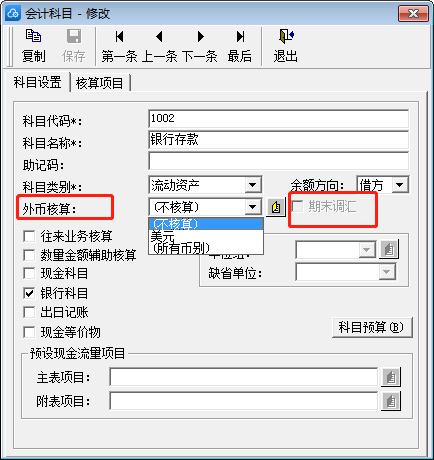 会计科目 - 修改
复制 保存 第一条 上一条 下一条 最后 退出
科目设置 核算项目
科目代码*: 1002
科目名称*: 银行存款
助记码:
科目类别*: 流动资产 余额方向: 借方
外币核算: (不核算) 期末调汇
(不核算)
美元
(所有币别)
往来业务核算
数量金额辅助核算
缺省单位:
现金科目
银行科目
出日记账
现金等价物
科目预算(B)
预设现金流量项目
主表项目:
附表项目: